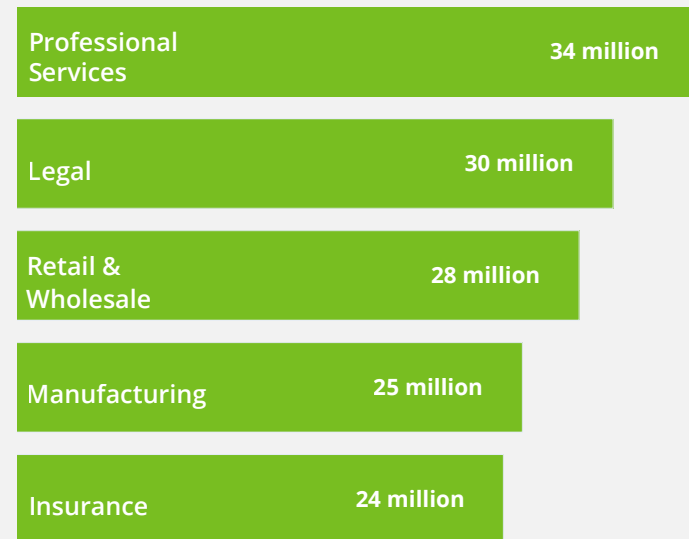 Professional
Services
34 million
Legal
30 million
Retail &
Wholesale
28 million
Manufacturing
25 million
Insurance
24 million